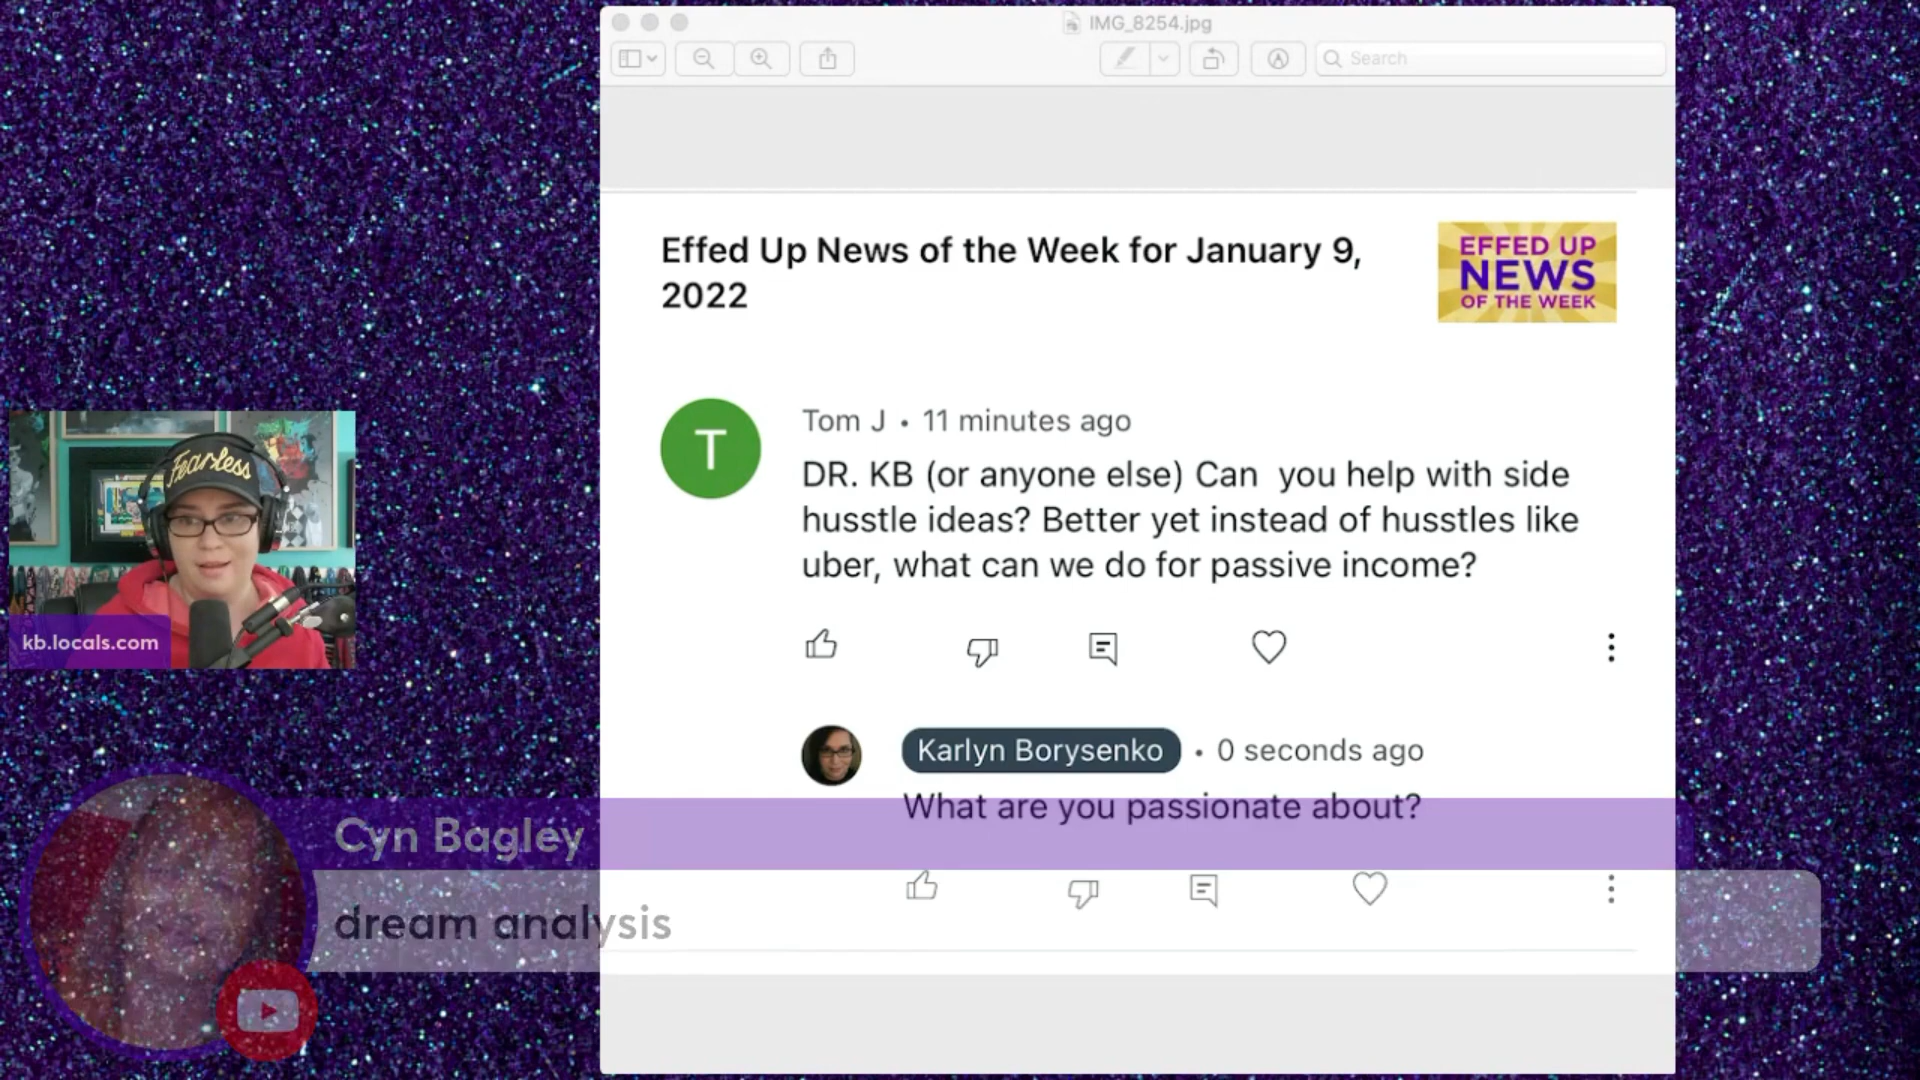 IMG_8254.jpg
Search
Effed Up News of the Week for January 9,
2022
EFFED UP
NEWS
OF THE WEEK
T
Tom J • 11 minutes ago
DR. KB (or anyone else) Can  you help with side
husstle ideas? Better yet instead of husstles like
uber, what can we do for passive income?
Fearless
kb.locals.com
Karlyn Borysenko • 0 seconds ago
What are you passionate about?
Cyn Bagley
dream analysis